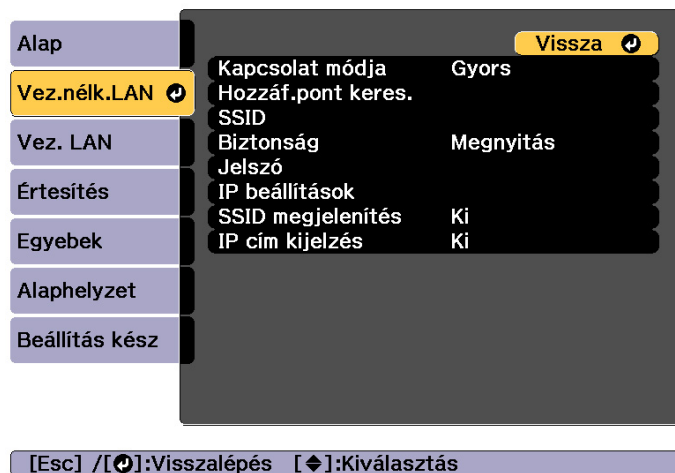 Alap
Vez.nélk.LAN
Vez. LAN
Értesítés
Egyebek
Alaphelyzet
Beállítás kész
Vissza
Kapcsolat módja Gyors
Hozzáf.pont keres.
SSID
Biztonság Megnyitás
Jelszó
IP beállítások
SSID megjelenítés Ki
IP cím kijelzés Ki
[Esc] /[⏎]:Visszalépés [◆]:Kiválasztás